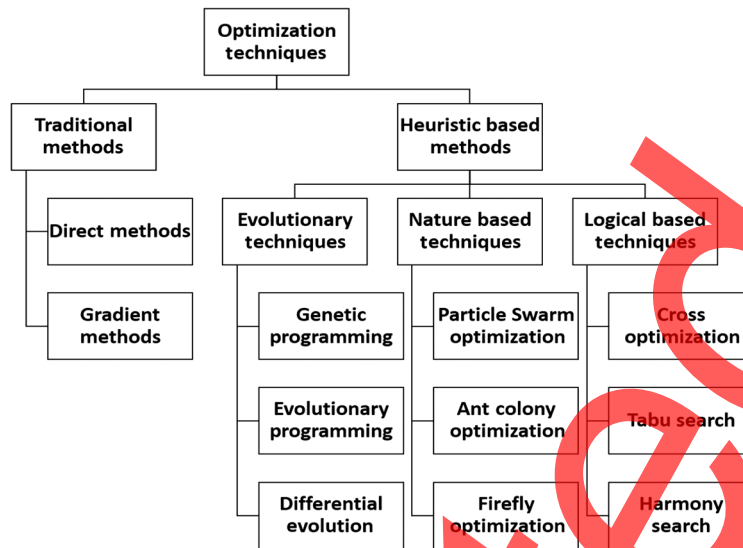 Optimization
techniques
Traditional
methods
Heuristic based
methods
Direct methods
Gradient
methods
Evolutionary
techniques
Nature based
techniques
Logical based
techniques
Genetic
programming
Particle Swarm
optimization
Cross
optimization
Evolutionary
programming
Ant colony
optimization
Tabu search
Differential
evolution
Firefly
optimization
Harmony
search